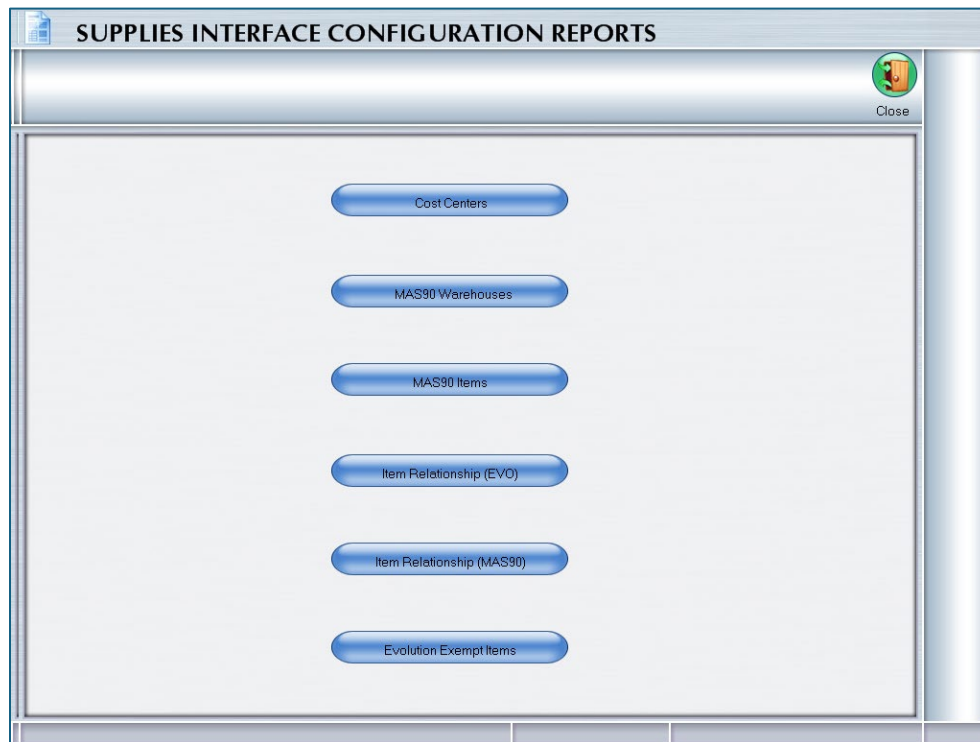 SUPPLIES INTERFACE CONFIGURATION REPORTS
Close
Cost Centers
MAS90 Warehouses
MAS90 Items
Item Relationship (EVO)
Item Relationship (MAS90)
Evolution Exempt Items